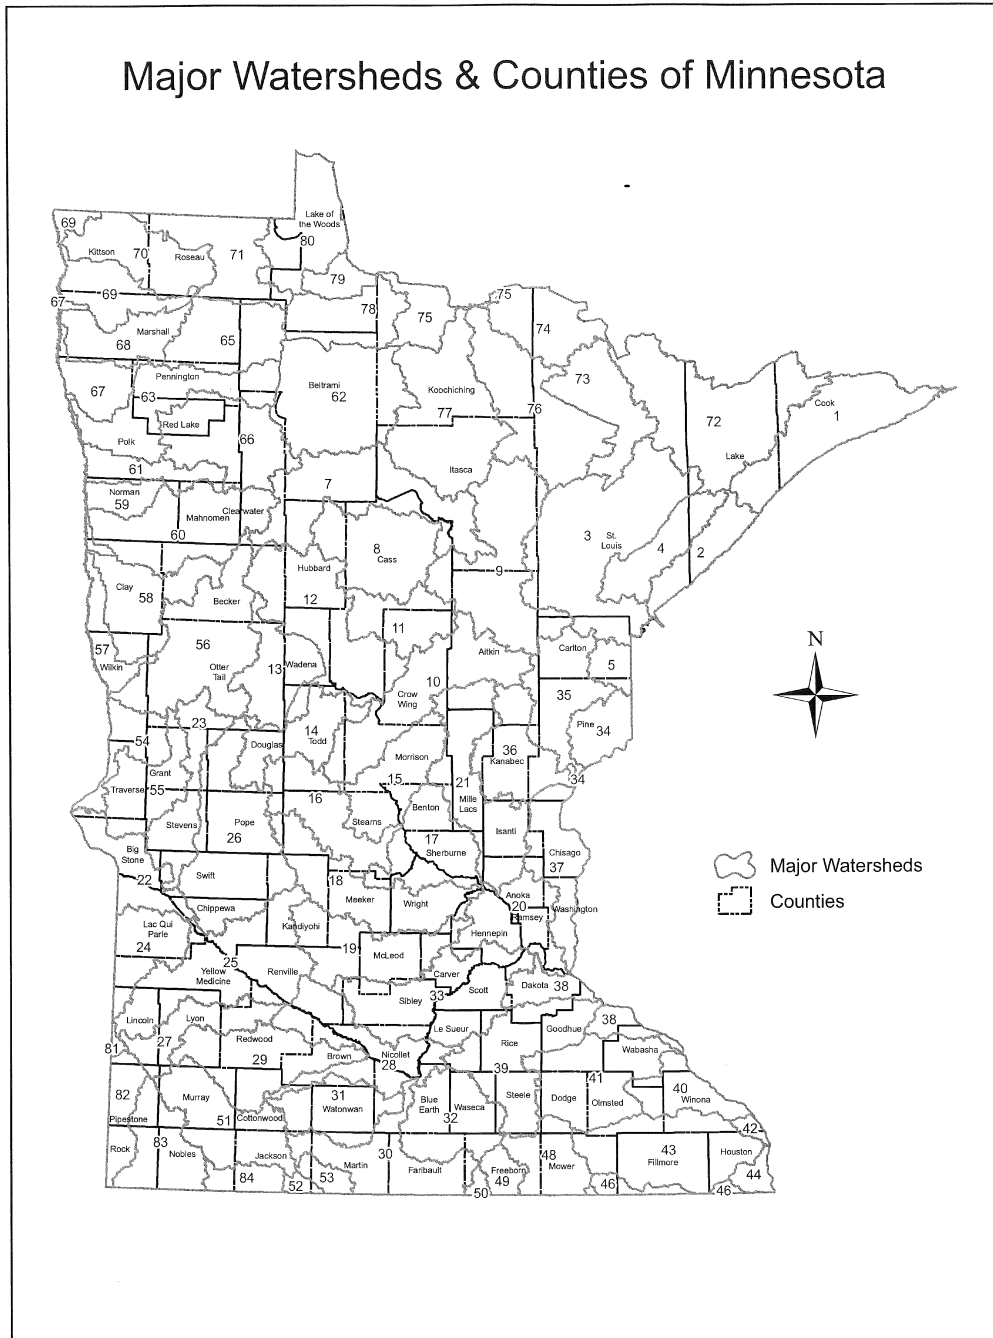 Major Watersheds & Counties of Minnesota
Lake of
the Woods
69
80
Kittson
70
Roseau
71
79
67
69
78
75
75
74
Marshall
68
65
Pennington
67
63
Beltrami
62
73
Koochiching
77
76
Cook
1
72
Red Lake
Polk
66
Lake
61
7
Itasca
Norman
59
Mahnomen
Clearwater
60
3
St.
Louis
4
2
8
Cass
Hubbard
9
Clay
58
Becker
12
11
57
Wilkin
56
Otter
Tail
13
Wadena
10
Crow
Wing
Aitkin
Carlton
5
N
35
Pine
34
23
54
Douglas
14
Todd
Morrison
36
Kanabec
34
Grant
Traverse
55
15
21
16
Mille
Lacs
Benton
Stevens
Pope
26
Stearns
Isanti
17
Sherburne
Chisago
37
Big
Stone
22
Swift
18
Meeker
Wright
Anoka
20
Ramsey
Washington
Major Watersheds
Counties
Chippewa
Lac Qui
Parle
24
Kandiyohi
Hennepin
19
McLeod
25
Yellow
Medicine
Renville
Carver
33
Scott
Dakota
38
Sibley
Lincoln
Lyon
27
81
Redwood
29
Le Sueur
Rice
Goodhue
38
Wabasha
Brown
Nicollet
28
39
41
82
Pipestone
Murray
51
Cottonwood
31
Watonwan
Blue
Earth
32
Waseca
Steele
Dodge
Olmsted
40
Winona
42
Rock
83
Nobles
Jackson
84
52
53
Martin
30
Faribault
Freeborn
49
50
48
Mower
46
43
Fillmore
Houston
44
46